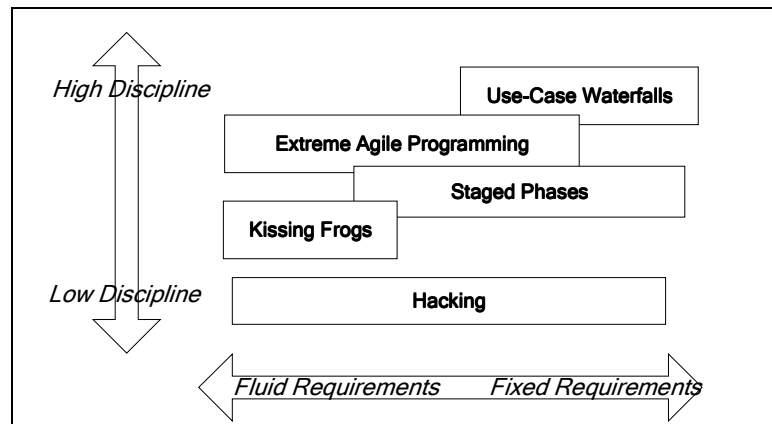 High Discipline
Use-Case Waterfalls
Extreme Agile Programming
Staged Phases
Kissing Frogs
Low Discipline
Hacking
Fluid Requirements
Fixed Requirements